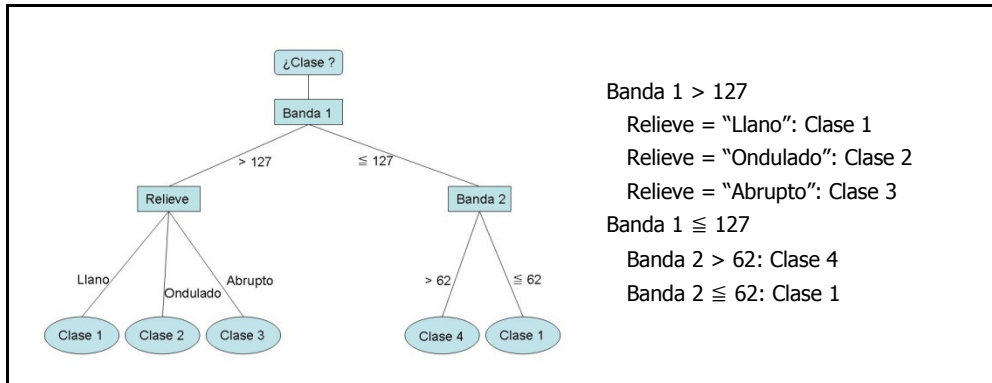 ¿Clase ?
Banda 1
> 127
≦ 127
Relieve
Banda 2
Llano
Ondulado
Abrupto
> 62
≦ 62
Clase 1
Clase 2
Clase 3
Clase 4
Clase 1
Banda 1 > 127
Relieve = “Llano”: Clase 1
Relieve = “Ondulado”: Clase 2
Relieve = “Abrupto”: Clase 3
Banda 1 ≦ 127
Banda 2 > 62: Clase 4
Banda 2 ≦ 62: Clase 1